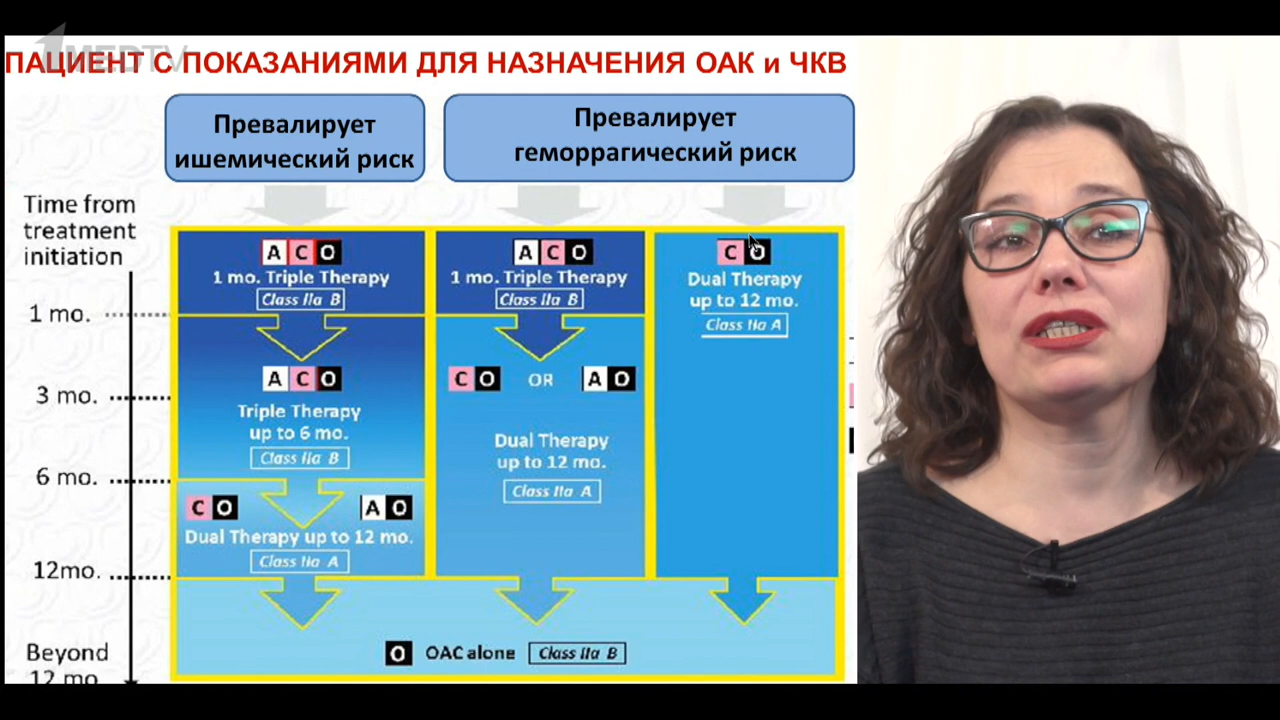 1MEDTV
ПАЦИЕНТ С ПОКАЗАНИЯМИ ДЛЯ НАЗНАЧЕНИЯ ОАК и ЧКВ
Превалирует
ишемический риск
Превалирует
геморрагический риск
Time from
treatment
initiation
1 mo.
3 mo.
6 mo.
12mo.
Beyond
12 mo
A C O
1 mo. Triple Therapy
Class IIa B
A C O
Triple Therapy
up to 6 mo.
Class IIa B
C O
A O
Dual Therapy up to 12 mo.
Class IIa A
A C O
1 mo. Triple Therapy
Class IIa B
C O OR A O
Dual Therapy
up to 12 mo.
Class IIa A
C O
Dual Therapy
up to 12 mo.
Class IIa A
O OAC alone Class IIa B